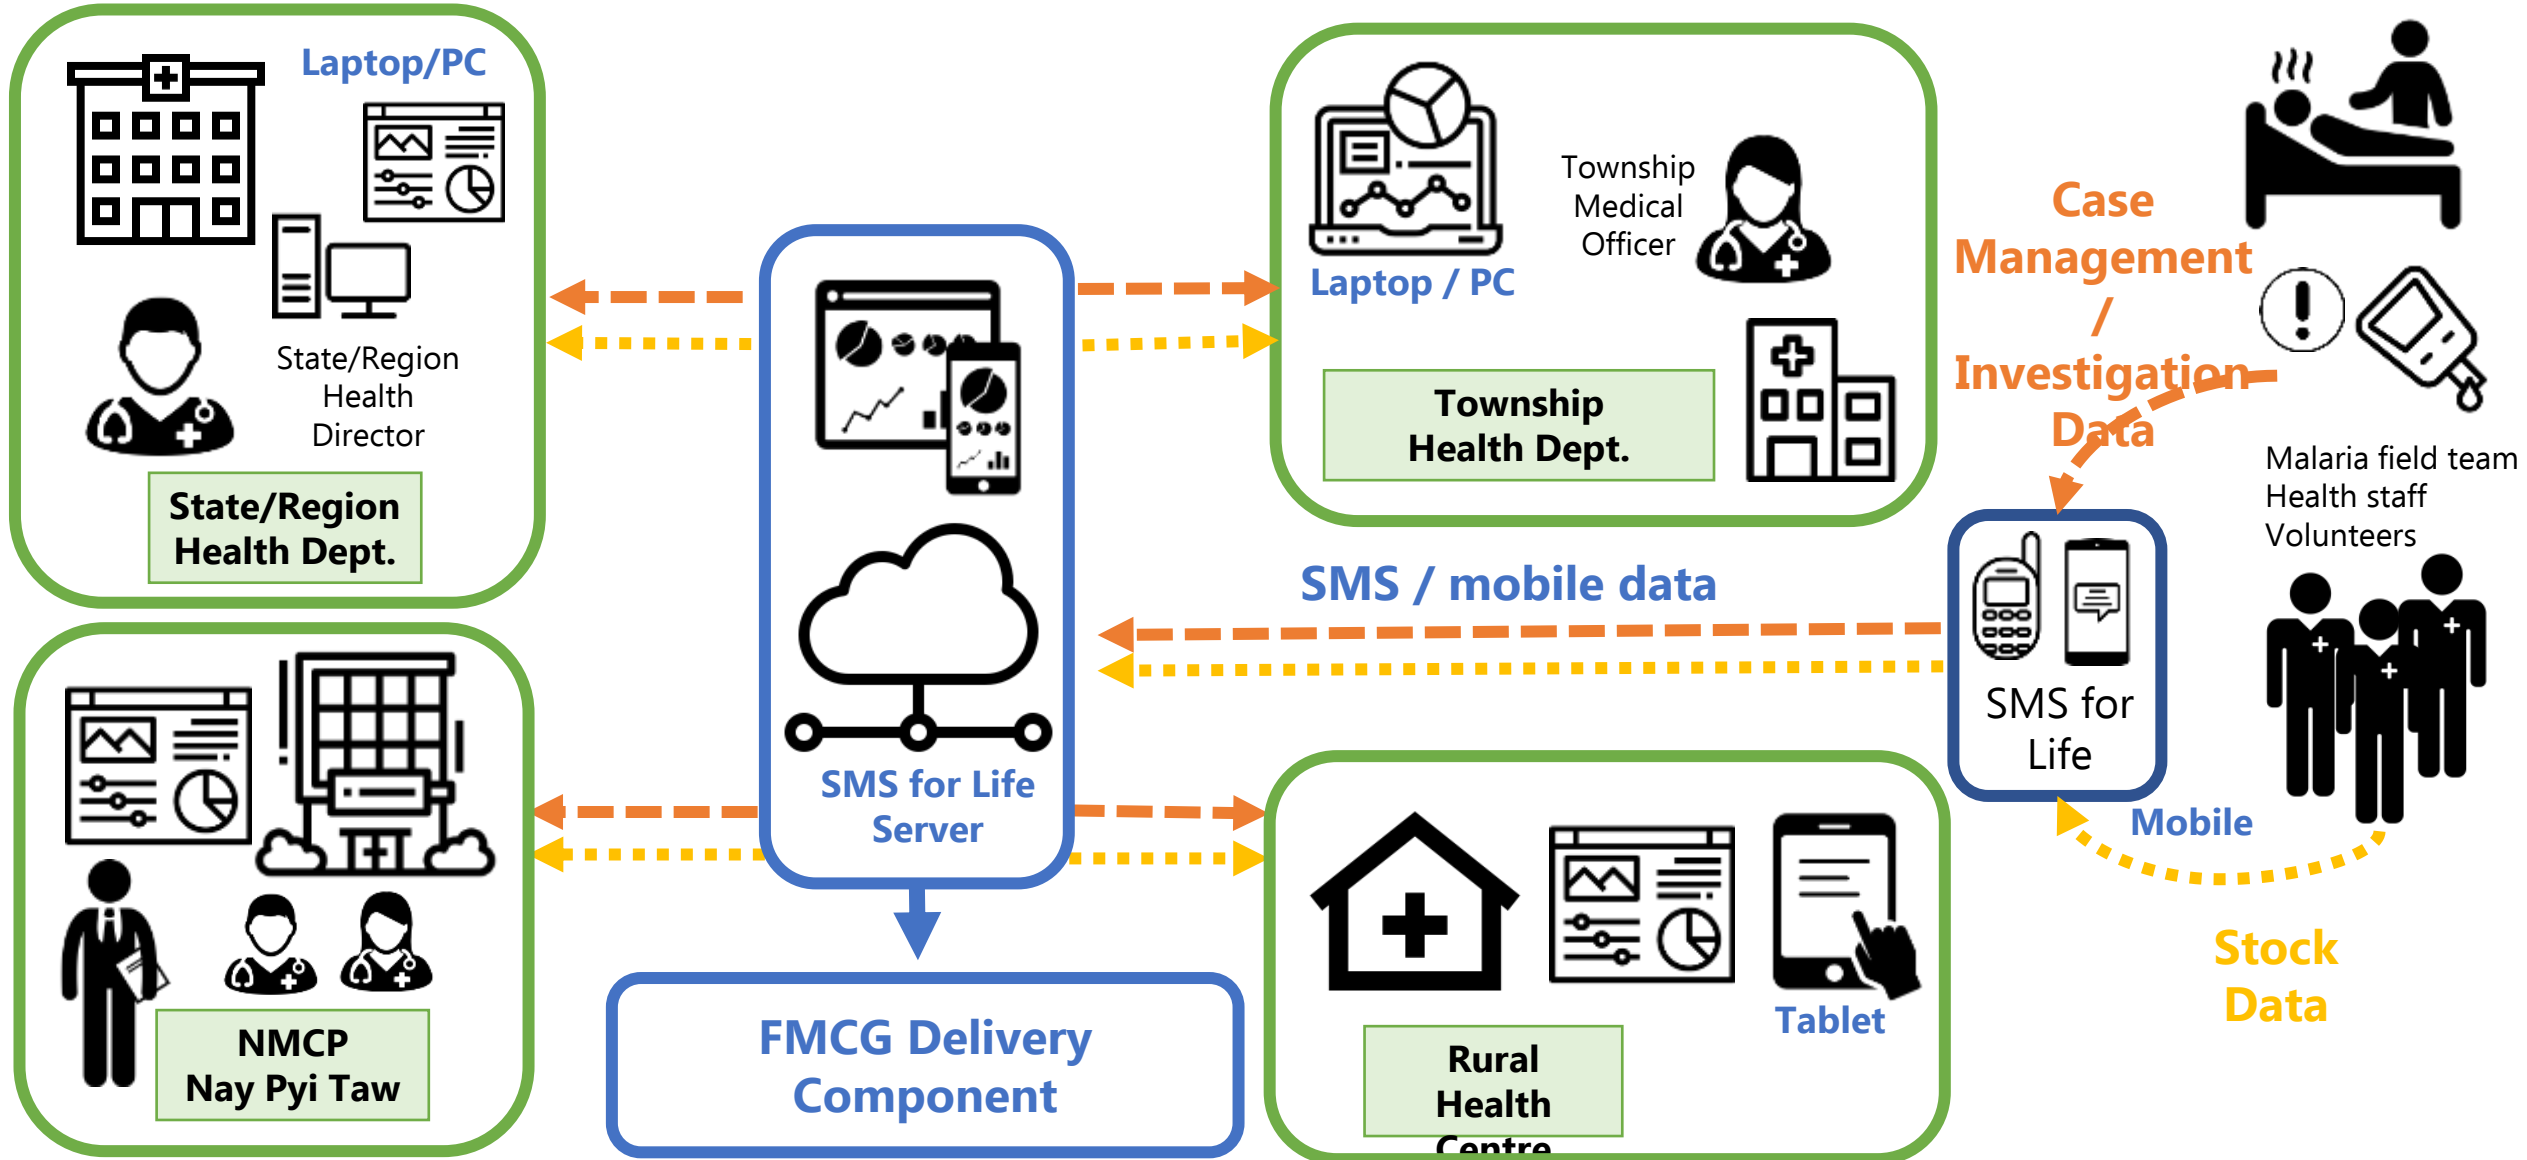 Laptop/PC
State/Region
Health
Director
State/Region
Health Dept.
NMCP
Nay Pyi Taw
SMS for Life
Server
FMCG Delivery
Component
Township
Medical
Officer
Laptop / PC
Township
Health Dept.
SMS / mobile data
Tablet
Rural
Health
Centre
Case
Management
/
Investigation
Data
Malaria field team
Health staff
Volunteers
SMS for
Life
Mobile
Stock
Data